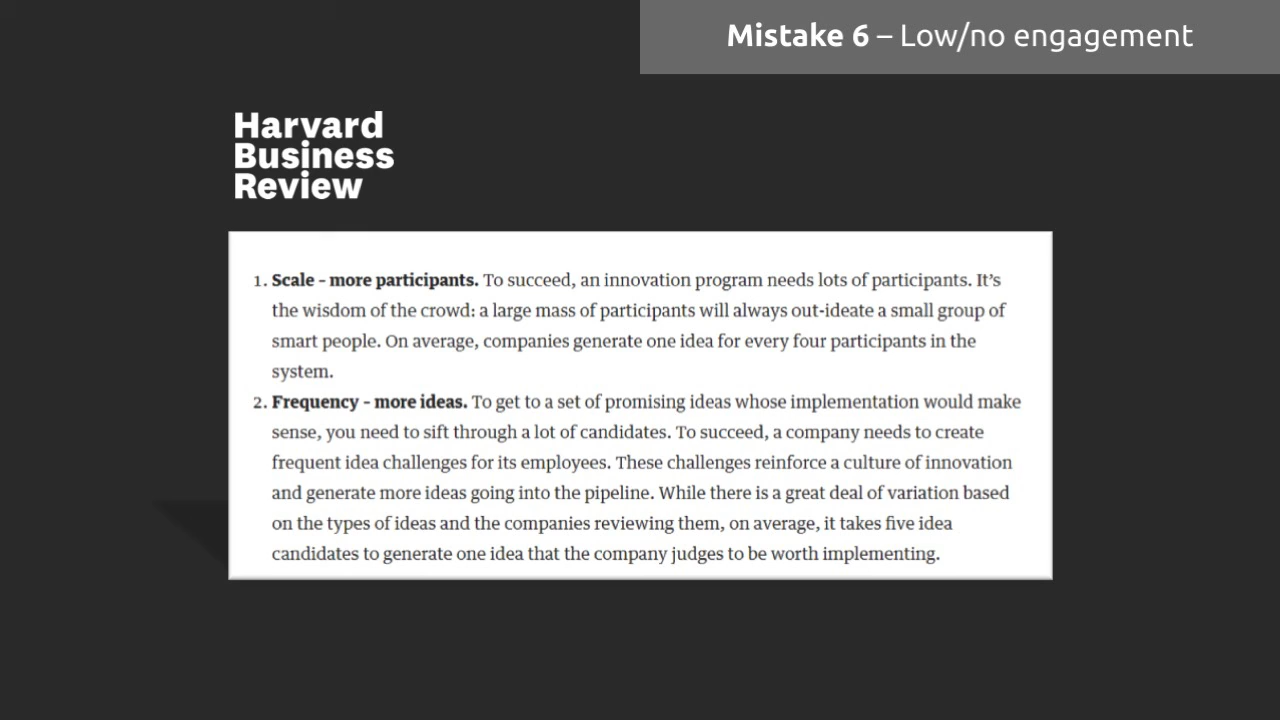 Mistake 6 – Low/no engagement
Harvard
Business
Review
1. Scale – more participants. To succeed, an innovation program needs lots of participants. It’s
the wisdom of the crowd: a large mass of participants will always out-ideate a small group of
smart people. On average, companies generate one idea for every four participants in the
system.
2. Frequency – more ideas. To get to a set of promising ideas whose implementation would make
sense, you need to sift through a lot of candidates. To succeed, a company needs to create
frequent idea challenges for its employees. These challenges reinforce a culture of innovation
and generate more ideas going into the pipeline. While there is a great deal of variation based
on the types of ideas and the companies reviewing them, on average, it takes five idea
candidates to generate one idea that the company judges to be worth implementing.